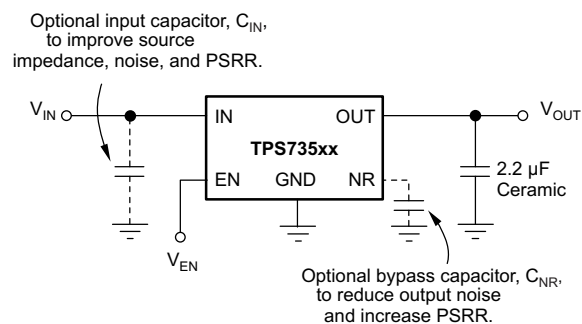 Optional input capacitor, C_IN,
to improve source
impedance, noise, and PSRR.
V_IN
IN
OUT
V_OUT
TPS735xx
EN
GND
NR
2.2 µF
Ceramic
V_EN
Optional bypass capacitor, C_NR,
to reduce output noise
and increase PSRR.